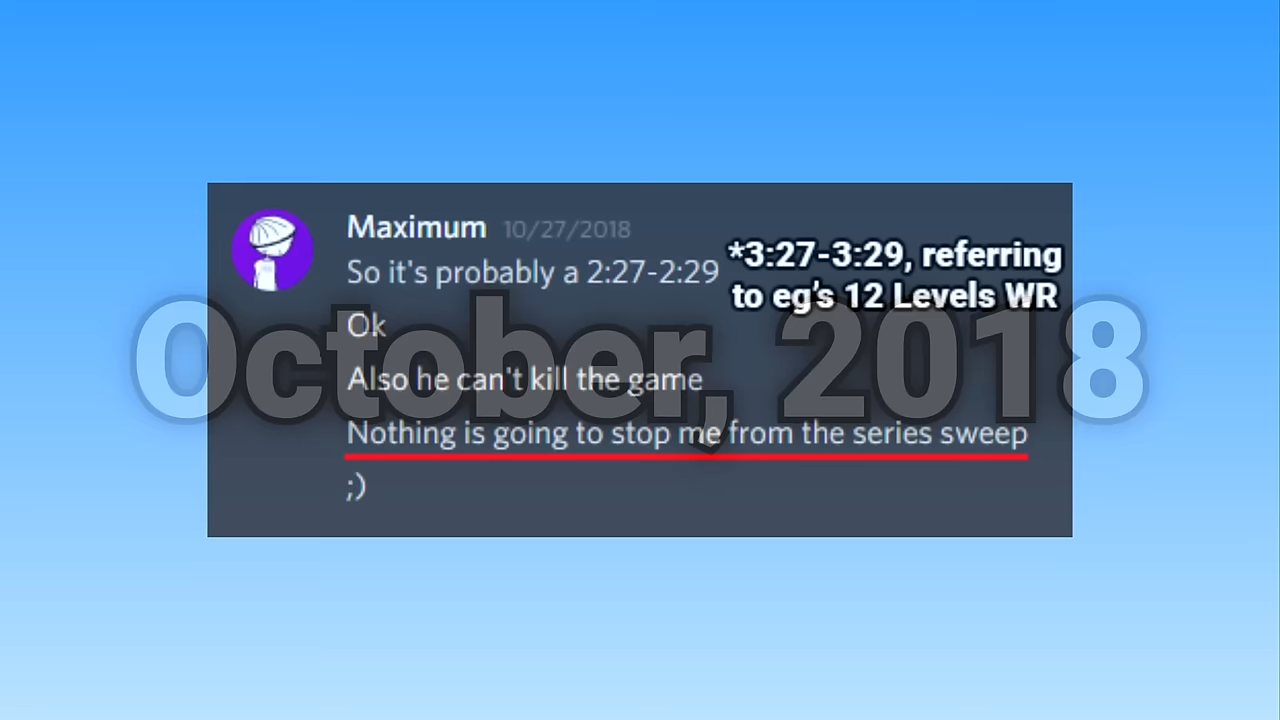 Maximum 10/27/2018
So it's probably a 2:27-2:29
*3:27-3:29, referring
to eg's 12 Levels WR
Ok
October, 2018
Also he can't kill the game
Nothing is going to stop me from the series sweep
;)